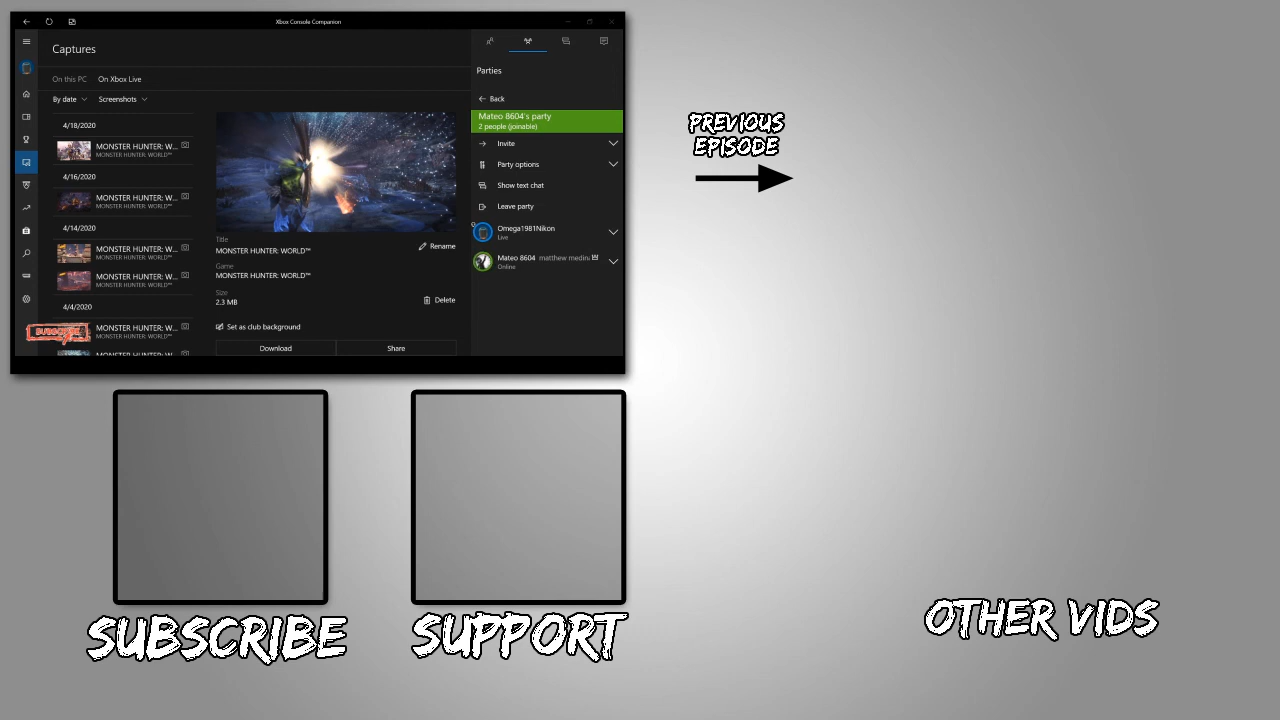 Xbox Console Companion
Captures
On this PC
On Xbox Live
By date
Screenshots
4/18/2020
MONSTER HUNTER: W...
MONSTER HUNTER: WORLD™
4/16/2020
MONSTER HUNTER: W...
MONSTER HUNTER: WORLD™
4/14/2020
MONSTER HUNTER: W...
MONSTER HUNTER: WORLD™
MONSTER HUNTER: W...
MONSTER HUNTER: WORLD™
4/4/2020
MONSTER HUNTER: W...
MONSTER HUNTER: WORLD™
MONSTER HUNTER: W...
SUBSCRIBE
Title
MONSTER HUNTER: WORLD™
Rename
Game
MONSTER HUNTER: WORLD™
Size
2.3 MB
Delete
Set as club background
Download
Share
Parties
Back
Mateo 8604's party
2 people (joinable)
Invite
Party options
Show text chat
Leave party
Omega1981Nikon
Live
Mateo 8604 matthew medin
Online
PREVIOUS
EPISODE
SUBSCRIBE
SUPPORT
OTHER VIDS